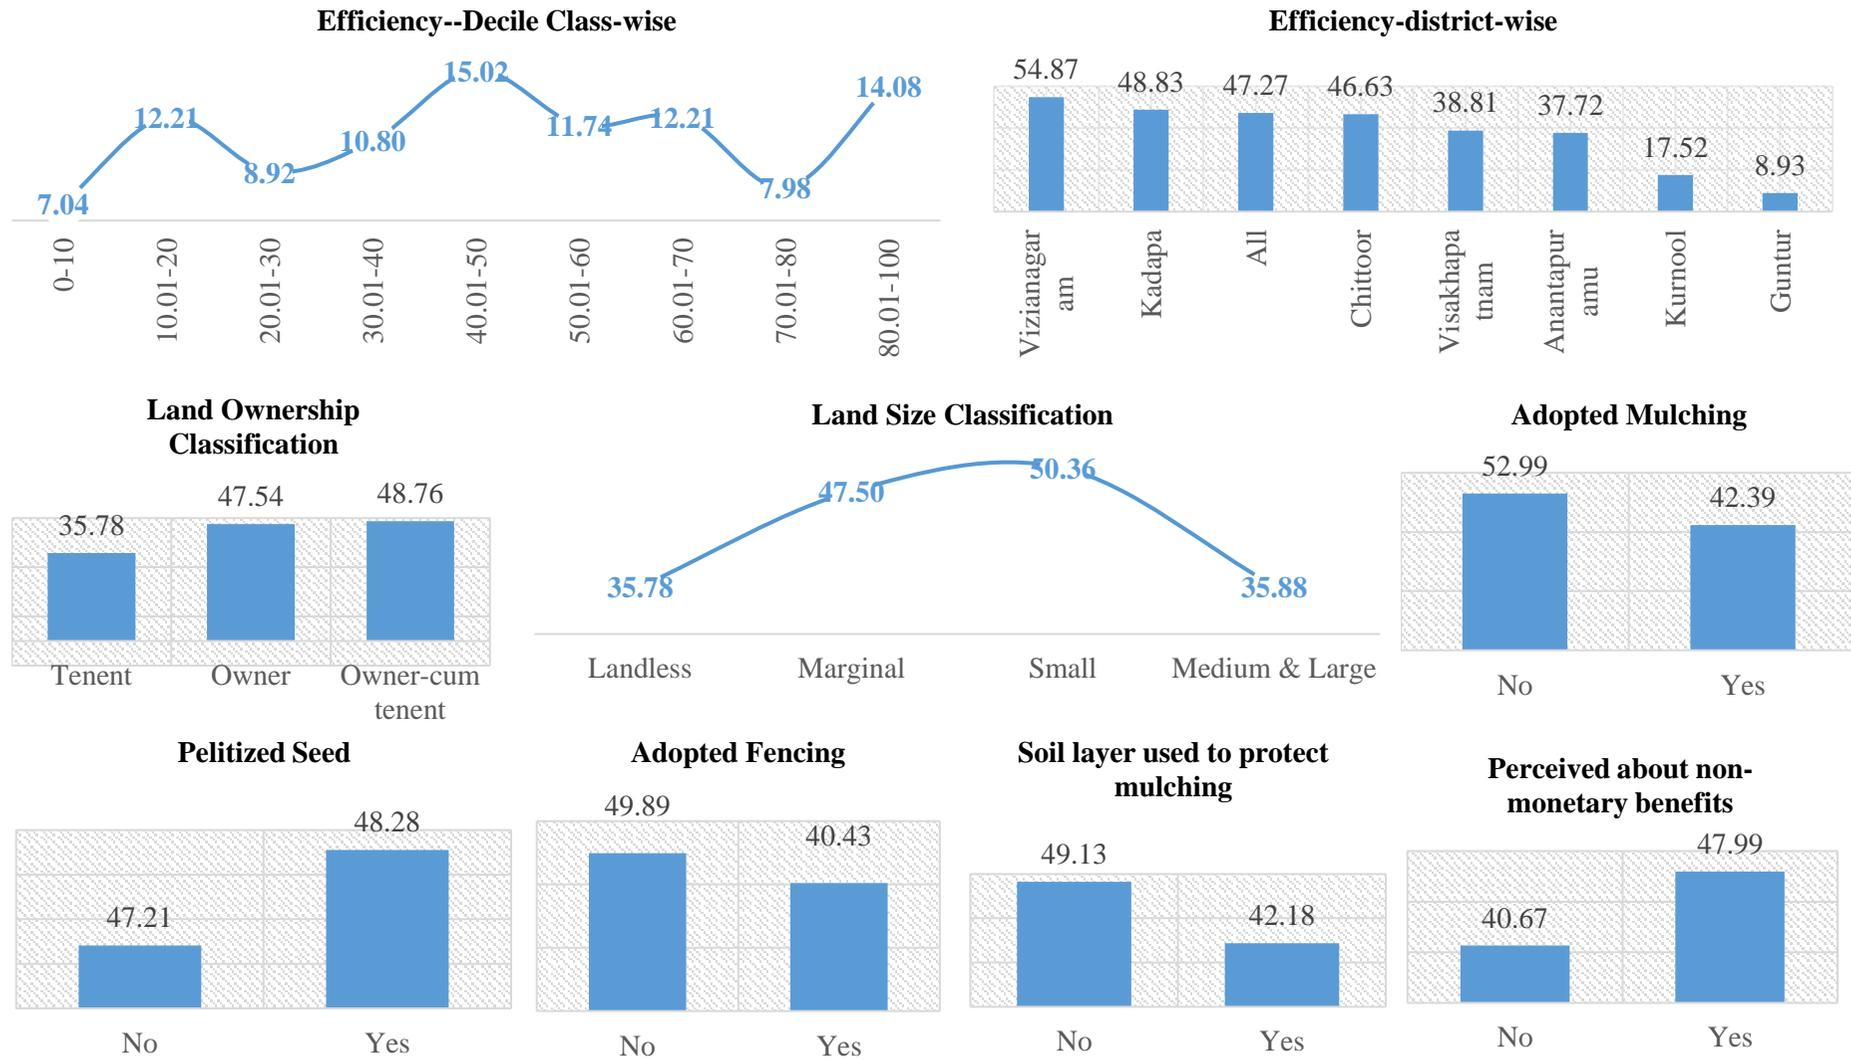 Efficiency--Decile Class-wise
7.04
12.21
8.92
10.80
15.02
11.74
12.21
7.98
14.08
0-10
10.01-20
20.01-30
30.01-40
40.01-50
50.01-60
60.01-70
70.01-80
80.01-100
Efficiency-district-wise
54.87
48.83
47.27
46.63
38.81
37.72
17.52
8.93
Vizianagar
am
Kadapa
All
Chittoor
Visakhapa
tnam
Anantapur
amu
Kurnool
Guntur
Land Ownership
Classification
35.78
47.54
48.76
Tenent
Owner
Owner-cum
tenent
Land Size Classification
35.78
47.50
50.36
35.88
Landless
Marginal
Small
Medium & Large
Adopted Mulching
52.99
42.39
No
Yes
Pelitized Seed
47.21
48.28
No
Yes
Adopted Fencing
49.89
40.43
No
Yes
Soil layer used to protect
mulching
49.13
42.18
No
Yes
Perceived about non-
monetary benefits
40.67
47.99
No
Yes